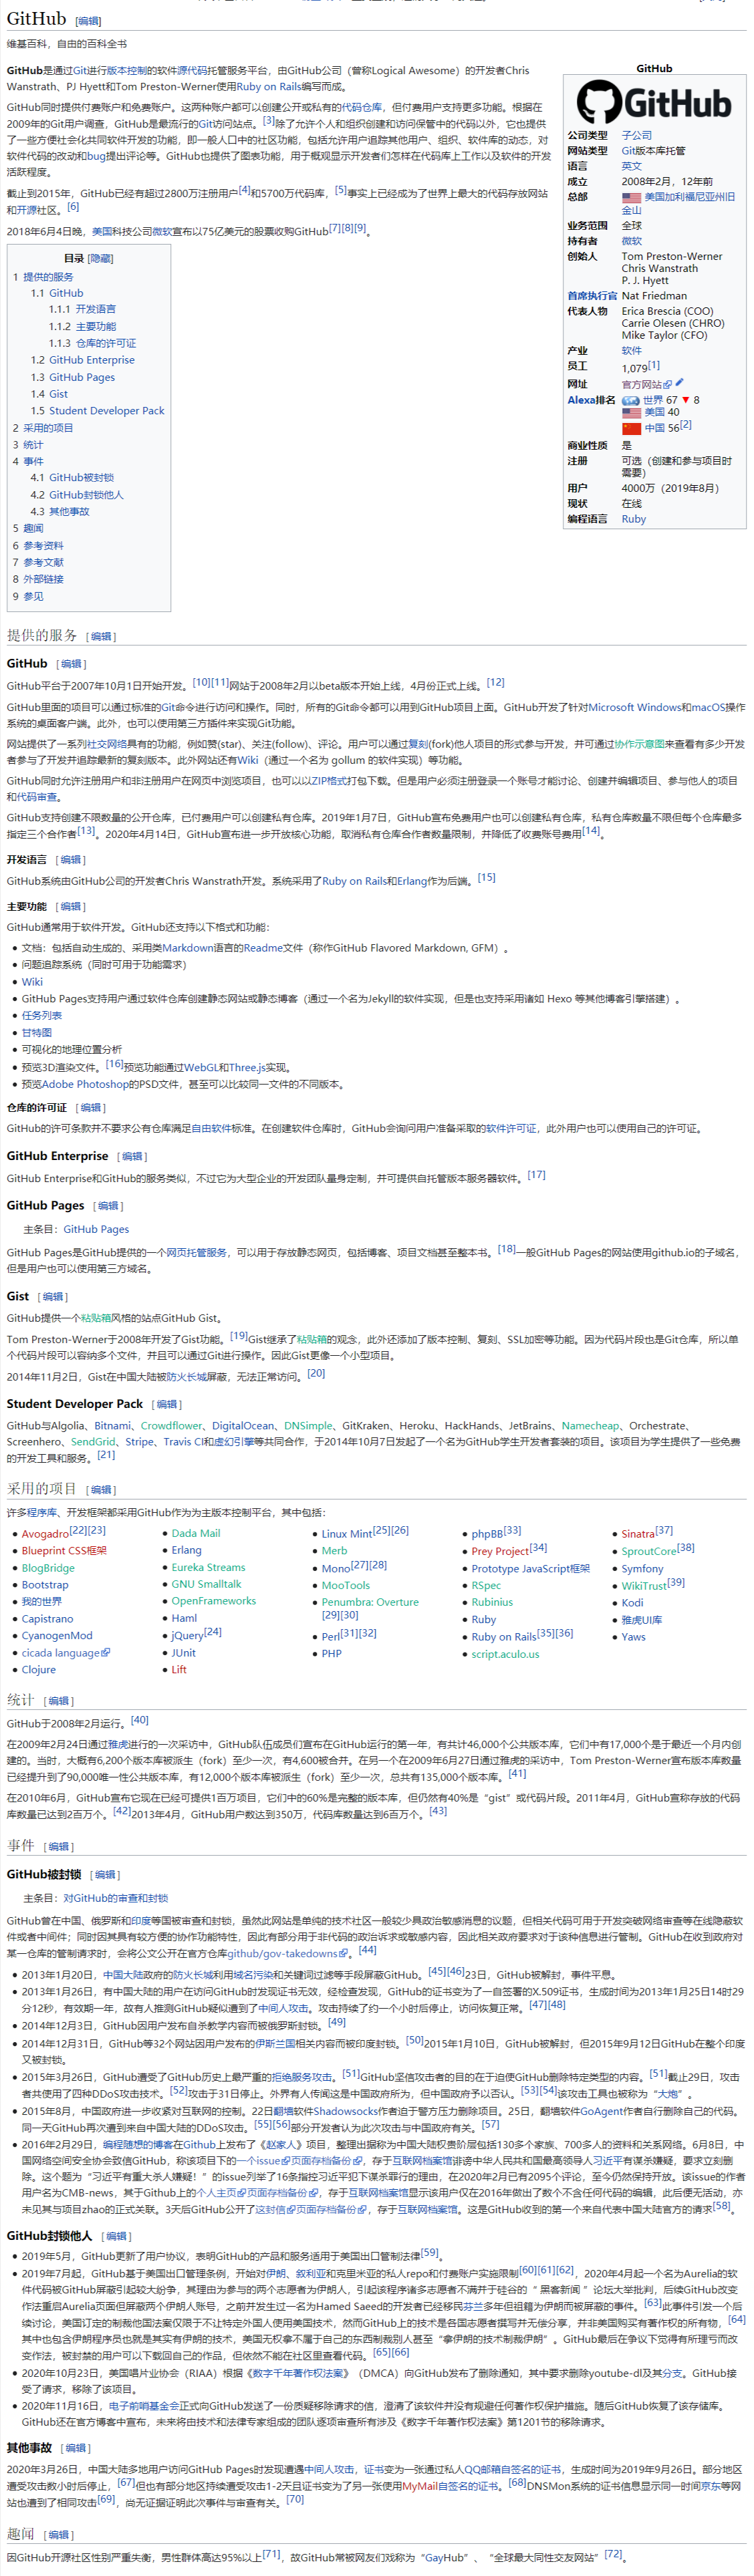 GitHub [编辑]
维基百科，自由的百科全书
GitHub是通过Git进行版本控制的软件源代码托管服务平台，由GitHub公司（曾称Logical Awesome）的开发者Chris
Wanstrath、PJ Hyett和Tom Preston-Werner使用Ruby on Rails编写而成。
GitHub同时提供付费账户和免费账户。这两种账户都可以创建公开或私有的代码仓库，但付费用户支持更多功能。根据在
2009年的Git用户调查，GitHub是最流行的Git访问站点。[3]除了允许个人和组织创建和访问保管中的代码以外，它也提供
了一些方便社会化共同软件开发的功能，即一般人口中的社区功能，包括允许用户追踪其他用户、组织、软件库的动态，对
软件代码的改动和bug提出评论等。GitHub也提供了图表功能，用于概观显示开发者们怎样在代码库上工作以及软件的开发
活跃程度。
截止到2015年，GitHub已经有超过2800万注册用户[4]和5700万代码库，[5]事实上已经成为了世界上最大的代码存放网站
和开源社区。[6]
2018年6月4日晚，美国科技公司微软宣布以75亿美元的股票收购GitHub[7][8][9]。
GitHub
GitHub
公司类型 子公司
网站类型 Git版本库托管
语言 英文
成立 2008年2月，12年前
总部 美国加利福尼亚州旧
金山
业务范围 全球
持有者 微软
创始人 Tom Preston-Werner
Chris Wanstrath
P. J. Hyett
首席执行官 Nat Friedman
代表人物 Erica Brescia (COO)
Carrie Olesen (CHRO)
Mike Taylor (CFO)
产业 软件
员工 1,079[1]
网址 官方网站
Alexa排名 世界 67 ▼ 8
美国 40
中国 56[2]
商业性质 是
注册 可选（创建和参与项目时
需要）
用户 4000万（2019年8月）
现状 在线
编程语言 Ruby
目录 [隐藏]
1 提供的服务
1.1 GitHub
1.1.1 开发语言
1.1.2 主要功能
1.1.3 仓库的许可证
1.2 GitHub Enterprise
1.3 GitHub Pages
1.4 Gist
1.5 Student Developer Pack
2 采用的项目
3 统计
4 事件
4.1 GitHub被封锁
4.2 GitHub封锁他人
4.3 其他事故
5 趣闻
6 参考资料
7 参考文献
8 外部链接
9 参见
提供的服务 [编辑]
GitHub [编辑]
GitHub平台于2007年10月1日开始开发。[10][11]网站于2008年2月以beta版本开始上线，4月份正式上线。[12]
GitHub里面的项目可以通过标准的Git命令进行访问和操作。同时，所有的Git命令都可以用到GitHub项目上面。GitHub开发了针对Microsoft Windows和macOS操作
系统的桌面客户端。此外，也可以使用第三方插件来实现Git功能。
网站提供了一系列社交网络具有的功能，例如赞(star)、关注(follow)、评论。用户可以通过复刻(fork)他人项目的形式参与开发，并可通过协作示意图来查看有多少开发
者参与了开发并追踪最新的复刻版本。此外网站还有Wiki（通过一个名为 gollum 的软件实现）等功能。
GitHub同时允许注册用户和非注册用户在网页中浏览项目，也可以以ZIP格式打包下载。但是用户必须注册登录一个账号才能讨论、创建并编辑项目、参与他人的项目
和代码审查。
GitHub支持创建不限数量的公开仓库，已付费用户可以创建私有仓库。2019年1月7日，GitHub宣布免费用户也可以创建私有仓库，私有仓库数量不限但每个仓库最多
指定三个合作者[13]。2020年4月14日，GitHub宣布进一步开放核心功能，取消私有仓库合作者数量限制，并降低了收费账号费用[14]。
开发语言 [编辑]
GitHub系统由GitHub公司的开发者Chris Wanstrath开发。系统采用了Ruby on Rails和Erlang作为后端。[15]
主要功能 [编辑]
GitHub通常用于软件开发。GitHub还支持以下格式和功能：
• 文档：包括自动生成的、采用类Markdown语言的Readme文件（称作GitHub Flavored Markdown, GFM）。
• 问题追踪系统（同时可用于功能需求）
• Wiki
• GitHub Pages支持用户通过软件仓库创建静态网站或静态博客（通过一个名为Jekyll的软件实现，但是也支持采用诸如 Hexo 等其他博客引擎搭建）。
• 任务列表
• 甘特图
• 可视化的地理位置分析
• 预览3D渲染文件。[16]预览功能通过WebGL和Three.js实现。
• 预览Adobe Photoshop的PSD文件，甚至可以比较同一文件的不同版本。
仓库的许可证 [编辑]
GitHub的许可条款并不要求公有仓库满足自由软件标准。在创建软件仓库时，GitHub会询问用户准备采取的软件许可证，此外用户也可以使用自己的许可证。
GitHub Enterprise [编辑]
GitHub Enterprise和GitHub的服务类似，不过它为大型企业的开发团队量身定制，并可提供自托管版本服务器软件。[17]
GitHub Pages [编辑]
主条目：GitHub Pages
GitHub Pages是GitHub提供的一个网页托管服务，可以用于存放静态网页，包括博客、项目文档甚至整本书。[18]一般GitHub Pages的网站使用github.io的子域名，
但是用户也可以使用第三方域名。
Gist [编辑]
GitHub提供一个粘贴箱风格的站点GitHub Gist。
Tom Preston-Werner于2008年开发了Gist功能。[19]Gist继承了粘贴箱的观念，此外还添加了版本控制、复刻、SSL加密等功能。因为代码片段也是Git仓库，所以单
个代码片段可以容纳多个文件，并且可以通过Git进行操作。因此Gist更像一个小型项目。
2014年11月2日，Gist在中国大陆被防火长城屏蔽，无法正常访问。[20]
Student Developer Pack [编辑]
GitHub与Algolia、Bitnami、Crowdflower、DigitalOcean、DNSimple、GitKraken、Heroku、HackHands、JetBrains、Namecheap、Orchestrate、
Screenhero、SendGrid、Stripe、Travis CI和虚幻引擎等共同合作，于2014年10月7日发起了一个名为GitHub学生开发者套装的项目。该项目为学生提供了一些免费
的开发工具和服务。[21]
采用的项目 [编辑]
许多程序库、开发框架都采用GitHub作为为主版本控制平台，其中包括：
• Avogadro[22][23]
• Blueprint CSS框架
• BlogBridge
• Bootstrap
• 我的世界
• Capistrano
• CyanogenMod
• cicada language
• Clojure
• Dada Mail
• Erlang
• Eureka Streams
• GNU Smalltalk
• OpenFrameworks
• Haml
• jQuery[24]
• JUnit
• Lift
• Linux Mint[25][26]
• Merb
• Mono[27][28]
• MooTools
• Penumbra: Overture
[29][30]
• Perl[31][32]
• PHP
• phpBB[33]
• Prey Project[34]
• Prototype JavaScript框架
• RSpec
• Rubinius
• Ruby
• Ruby on Rails[35][36]
• script.aculo.us
• Sinatra[37]
• SproutCore[38]
• Symfony
• WikiTrust[39]
• Kodi
• 雅虎UI库
• Yaws
统计 [编辑]
GitHub于2008年2月运行。[40]
在2009年2月24日通过雅虎进行的一次采访中，GitHub队伍成员们宣布在GitHub运行的第一年，有共计46,000个公共版本库，它们中有17,000个是于最近一个月内创
建的。当时，大概有6,200个版本库被派生（fork）至少一次，有4,600被合并。在另一个在2009年6月27日通过雅虎的采访中，Tom Preston-Werner宣布版本库数量
已经提升到了90,000唯一性公共版本库，有12,000个版本库被派生（fork）至少一次，总共有135,000个版本库。[41]
在2010年6月，GitHub宣布它现在已经可提供1百万项目，它们中的60%是完整的版本库，但仍然有40%是“gist”或代码片段。2011年4月，GitHub宣称存放的代码
库数量已达到2百万个。[42]2013年4月，GitHub用户数达到350万，代码库数量达到6百万个。[43]
事件 [编辑]
GitHub被封锁 [编辑]
主条目：对GitHub的审查和封锁
GitHub曾在中国、俄罗斯和印度等国被审查和封锁，虽然此网站是单纯的技术社区一般较少具政治敏感消息的议题，但相关代码可用于开发突破网络审查等在线隐蔽软
件或者中间件；同时因其具有较方便的协作功能特性，因此有部分用于非代码的政治诉求或敏感内容，因此相关政府要求对于该种信息进行管制。GitHub在收到政府对
某一仓库的管制请求时，会将公文公开在官方仓库github/gov-takedowns。[44]
• 2013年1月20日，中国大陆政府的防火长城利用域名污染和关键词过滤等手段屏蔽GitHub。[45][46]23日，GitHub被解封，事件平息。
• 2013年1月26日，有中国大陆的用户在访问GitHub时发现证书无效，经检查发现，GitHub的证书变为了一自签署的X.509证书，生成时间为2013年1月25日14时29
分12秒，有效期一年，故有人推测GitHub疑似遭到了中间人攻击。攻击持续了约一个小时后停止，访问恢复正常。[47][48]
• 2014年12月3日，GitHub因用户发布自杀教学内容而被俄罗斯封锁。[49]
• 2014年12月31日，GitHub等32个网站因用户发布的伊斯兰国相关内容而被印度封锁。[50]2015年1月10日，GitHub被解封，但2015年9月12日GitHub在整个印度
又被封锁。
• 2015年3月26日，GitHub遭受了GitHub历史上最严重的拒绝服务攻击。[51]GitHub坚信攻击者的目的在于迫使GitHub删除特定类型的内容。[51]截止29日，攻击
者共使用了四种DDoS攻击技术。[52]攻击于31日停止。外界有人传闻这是中国政府所为，但中国政府予以否认。[53][54]该攻击工具也被称为“大炮”。
• 2015年8月，中国政府进一步收紧对互联网的控制。22日翻墙软件Shadowsocks作者迫于警方压力删除项目。25日，翻墙软件GoAgent作者自行删除自己的代码。
同一天GitHub再次遭到来自中国大陆的DDoS攻击。[55][56]部分开发者认为此次攻击与中国政府有关。[57]
• 2016年2月29日，编程随想的博客在Github上发布了《赵家人》项目，整理出据称为中国大陆权贵阶层包括130多个家族、700多人的资料和关系网络。6月8日，中
国网络空间安全协会致信GitHub，称该项目下的一个issue页面存档备份，存于互联网档案馆诽谤中华人民共和国最高领导人习近平有谋杀嫌疑，要求立刻删
除。这个题为“习近平有重大杀人嫌疑！”的issue列举了16条指控习近平犯下谋杀罪行的理由，在2020年2月已有2095个评论，至今仍然保持开放。该issue的作者
用户名为CMB-news，其于Github上的个人主页页面存档备份，存于互联网档案馆显示该用户仅在2016年做出了数个不含任何代码的编辑，此后便无活动，亦
未见其与项目zhao的正式关联。3天后GitHub公开了这封信页面存档备份，存于互联网档案馆。这是GitHub收到的第一个来自代表中国大陆官方的请求[58]。
GitHub封锁他人 [编辑]
• 2019年5月，GitHub更新了用户协议，表明GitHub的产品和服务适用于美国出口管制法律[59]。
• 2019年7月起，GitHub基于美国出口管理条例，开始对伊朗、叙利亚和克里米亚的私人repo和付费账户实施限制[60][61][62]，2020年4月起一个名为Aurelia的软
件代码被GitHub屏蔽引起较大纷争，其理由为参与的两个志愿者为伊朗人，引起该程序诸多志愿者不满并于硅谷的“ 黑客新闻 ”论坛大举批判，后续GitHub改变
作法重启Aurelia页面但屏蔽两个伊朗人账号，之前开发生过一名为Hamed Saeed的开发者已经移民芬兰多年但祖籍为伊朗而被屏蔽的事件。[63]此事件引发一个后
续讨论，美国订定的制裁他国法案仅限于不让特定外国人使用美国技术，然而GitHub上的技术是各国志愿者撰写并无偿分享，并非美国购买有著作权的所有物，[64]
其中也包含伊朗程序员也就是其实有伊朗的技术，美国无权拿不属于自己的东西制裁别人甚至“拿伊朗的技术制裁伊朗”。GitHub最后在争议下觉得有所理亏而改
变作法，被封禁的用户可以下载回自己的作品，但依然不能在社区里查看代码。[65][66]
• 2020年10月23日，美国唱片业协会（RIAA）根据《数字千年著作权法案》（DMCA）向GitHub发布了删除通知，其中要求删除youtube-dl及其分支。GitHub接
受了请求，移除了该项目。
• 2020年11月16日，电子前哨基金会正式向GitHub发送了一份质疑移除请求的信，澄清了该软件并没有规避任何著作权保护措施。随后GitHub恢复了该存储库。
GitHub还在官方博客中宣布，未来将由技术和法律专家组成的团队逐项审查所有涉及《数字千年著作权法案》第1201节的移除请求。
其他事故 [编辑]
2020年3月26日，中国大陆多地用户访问GitHub Pages时发现遭遇中间人攻击，证书变为一张通过私人QQ邮箱自签名的证书，生成时间为2019年9月26日。部分地区
遭受攻击数小时后停止，[67]但也有部分地区持续遭受攻击1-2天且证书变为了另一张使用MyMail自签名的证书。[68]DNSMon系统的证书信息显示同一时间京东等网
站也遭到了相同攻击[69]，尚无证据证明此次事件与审查有关。[70]
趣闻 [编辑]
因GitHub开源社区性别严重失衡，男性群体高达95%以上[71]，故GitHub常被网友们戏称为“GayHub”、“全球最大同性交友网站”[72]。